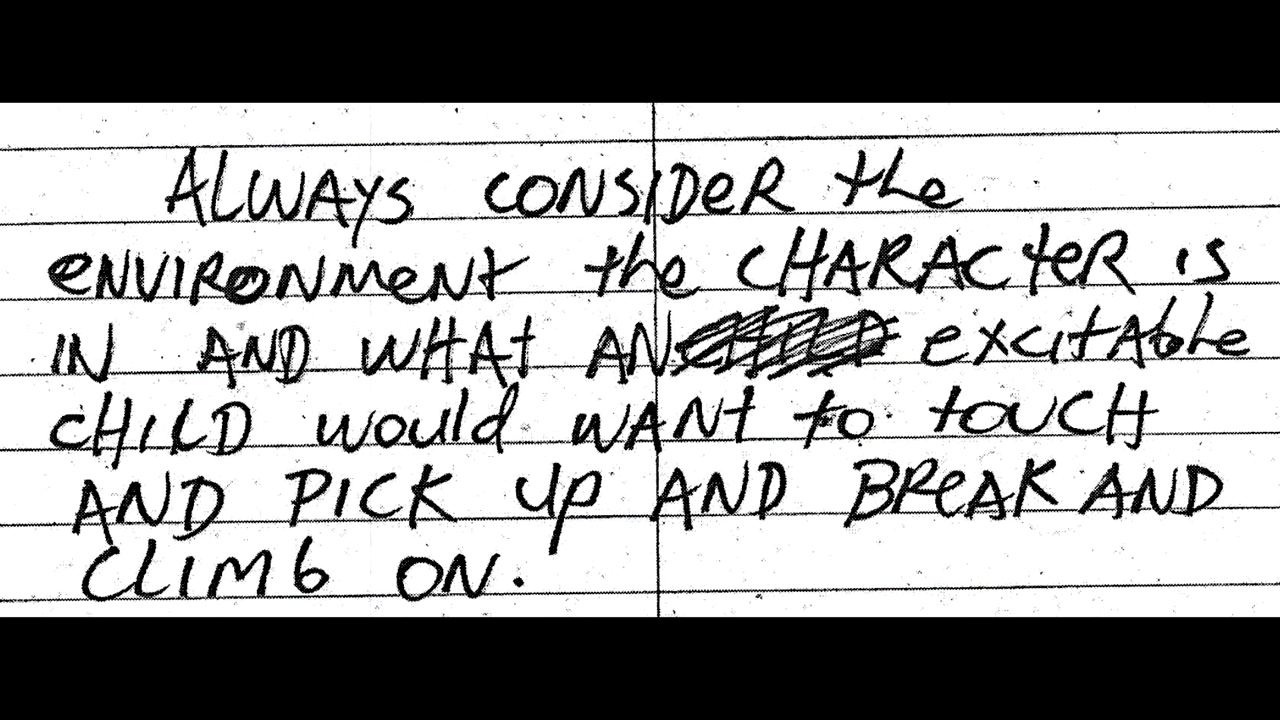 ALWAYS CONSIDeR the
eNVIRONMeNt the CHARACteR is
IN AND WHAt AN excitAble
CHILD would WANt to toUCH
AND PICK up AND BReAK AND
CLIMb ON.